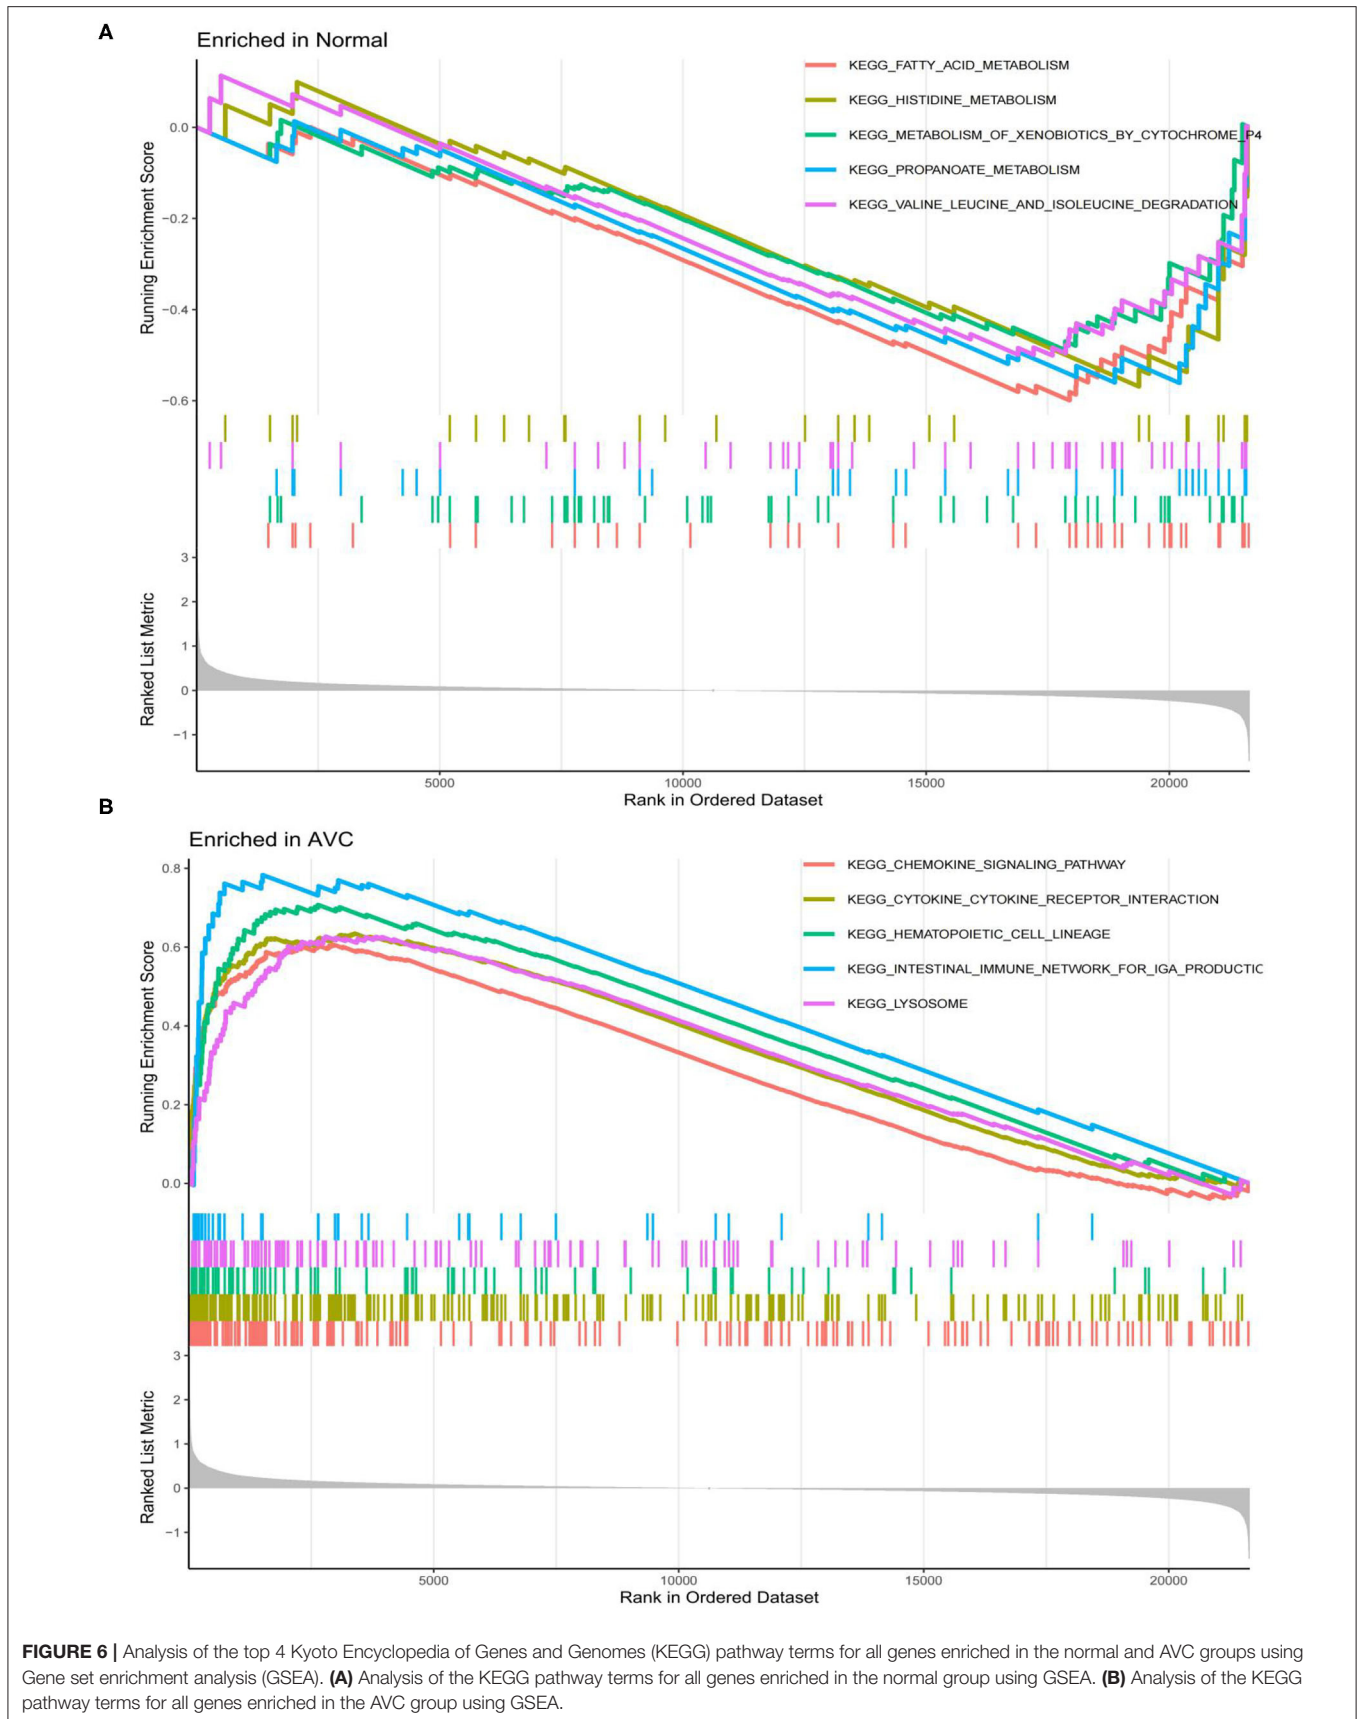 A
Enriched in Normal
KEGG_FATTY_ACID_METABOLISM
KEGG_HISTIDINE_METABOLISM
KEGG_METABOLISM_OF_XENOBIOTICS_BY_CYTOCHROME_P4
KEGG_PROPANOATE_METABOLISM
KEGG_VALINE_LEUCINE_AND_ISOLEUCINE_DEGRADATION
Running Enrichment Score
0.0
−0.2
−0.4
−0.6
Ranked List Metric
3
2
1
0
−1
5000 10000 15000 20000
Rank in Ordered Dataset
B
Enriched in AVC
KEGG_CHEMOKINE_SIGNALING_PATHWAY
KEGG_CYTOKINE_CYTOKINE_RECEPTOR_INTERACTION
KEGG_HEMATOPOIETIC_CELL_LINEAGE
KEGG_INTESTINAL_IMMUNE_NETWORK_FOR_IGA_PRODUCTIC
KEGG_LYSOSOME
Running Enrichment Score
0.8
0.6
0.4
0.2
0.0
Ranked List Metric
3
2
1
0
−1
5000 10000 15000 20000
Rank in Ordered Dataset
FIGURE 6 | Analysis of the top 4 Kyoto Encyclopedia of Genes and Genomes (KEGG) pathway terms for all genes enriched in the normal and AVC groups using
Gene set enrichment analysis (GSEA). (A) Analysis of the KEGG pathway terms for all genes enriched in the normal group using GSEA. (B) Analysis of the KEGG
pathway terms for all genes enriched in the AVC group using GSEA.